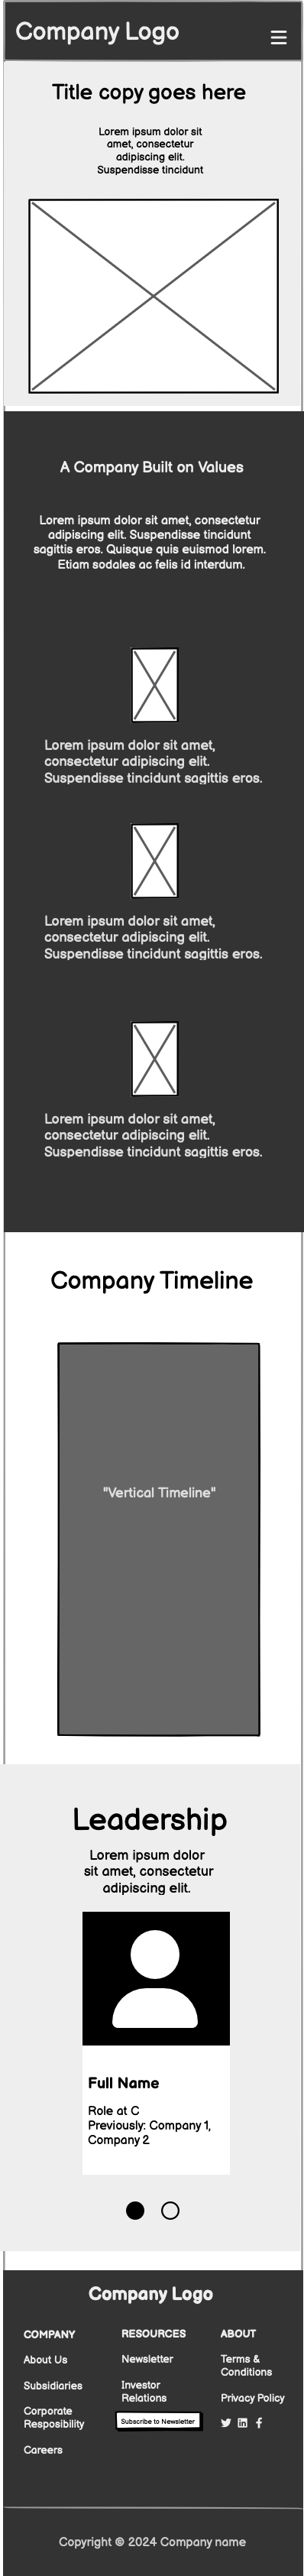 Company Logo
Title copy goes here
Lorem ipsum dolor sit
amet, consectetur
adipiscing elit.
Suspendisse tincidunt
A Company Built on Values
Lorem ipsum dolor sit amet, consectetur
adipiscing elit. Suspendisse tincidunt
sagittis eros. Quisque quis euismod lorem.
Etiam sodales ac felis id interdum.
Lorem ipsum dolor sit amet,
consectetur adipiscing elit.
Suspendisse tincidunt sagittis eros.
Lorem ipsum dolor sit amet,
consectetur adipiscing elit.
Suspendisse tincidunt sagittis eros.
Lorem ipsum dolor sit amet,
consectetur adipiscing elit.
Suspendisse tincidunt sagittis eros.
Company Timeline
"Vertical Timeline"
Leadership
Lorem ipsum dolor
sit amet, consectetur
adipiscing elit.
Full Name
Role at C
Previously: Company 1,
Company 2
Company Logo
COMPANY
About Us
Subsidiaries
Corporate
Resposibility
Careers
RESOURCES
Newsletter
Investor
Relations
Subscribe to Newsletter
ABOUT
Terms &
Conditions
Privacy Policy
Copyright © 2024 Company name